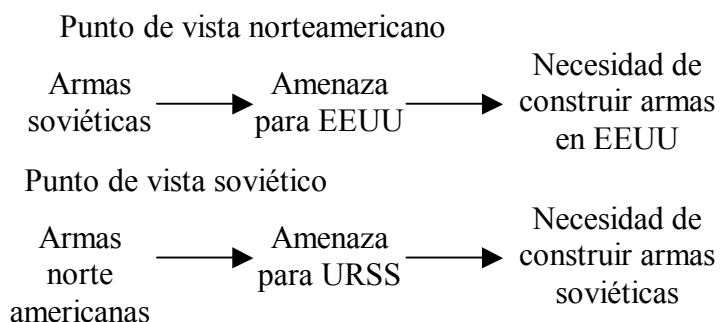 Punto de vista norteamericano
Armas
soviéticas
Amenaza
para EEUU
Necesidad de
construir armas
en EEUU
Punto de vista soviético
Armas
norte
americanas
Amenaza
para URSS
Necesidad de
construir armas
soviéticas